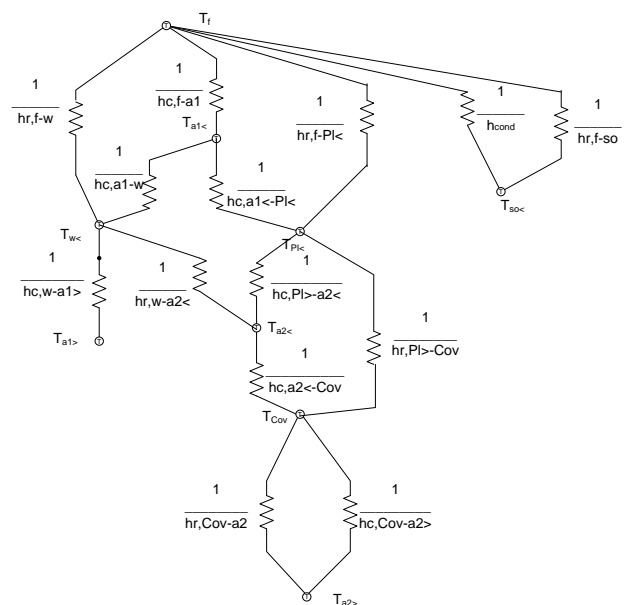 T_f
1
hr,f-w
1
hc,f-a1
1
hr,f-Pl<
1
hcond
1
hr,f-so
T_a1<
1
hc,a1-w
1
hc,a1<-Pl<
T_so<
T_w<
T_Pl<
1
hc,w-a1>
1
hr,w-a2<
1
hc,Pl>-a2<
1
hr,Pl>-Cov
T_a1>
T_a2<
1
hc,a2<-Cov
T_Cov
1
hr,Cov-a2
1
hc,Cov-a2>
T_a2>